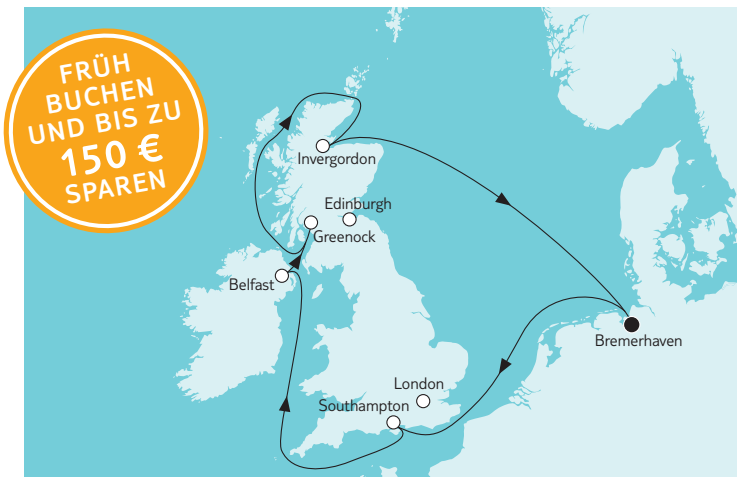 FRÜH
BUCHEN
UND BIS ZU
150 €
SPAREN
Invergordon
Edinburgh
Greenock
Belfast
Bremerhaven
London
Southampton